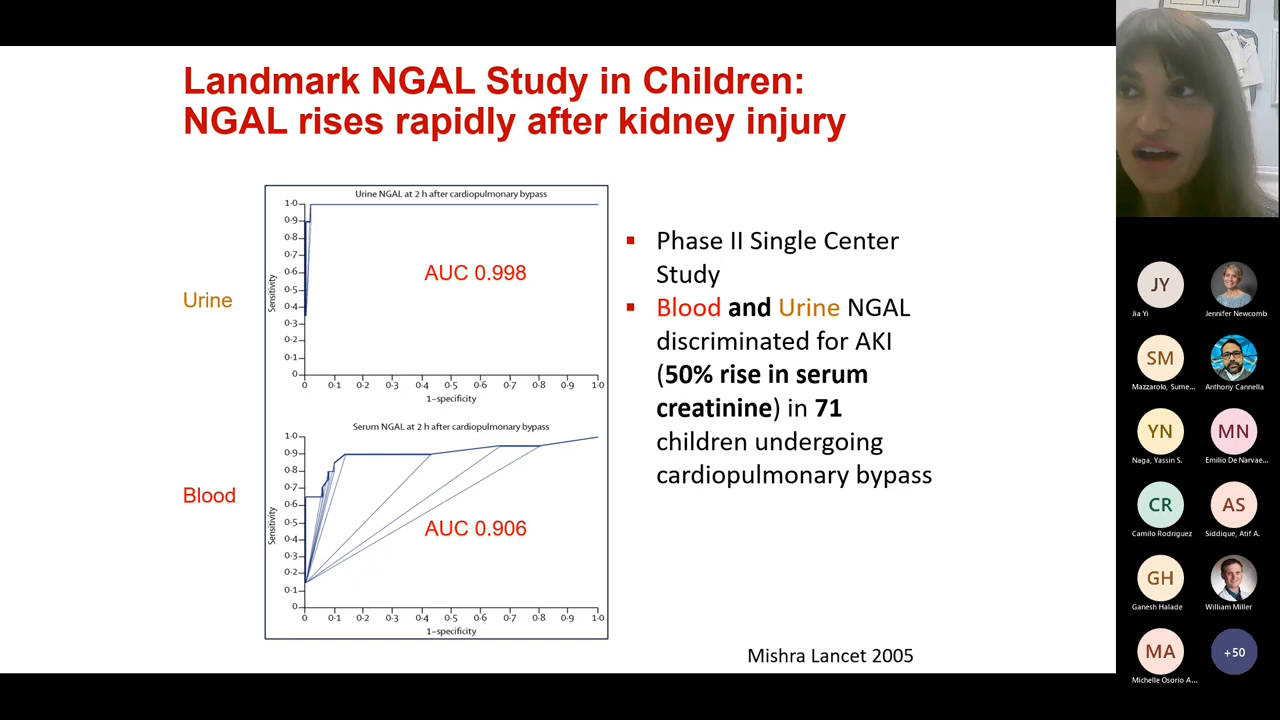 Landmark NGAL Study in Children:
NGAL rises rapidly after kidney injury
Urine
Urine NGAL at 2 h after cardiopulmonary bypass
Sensitivity
1·0
0·9
0·8
0·7
0·6
0·5
0·4
0·3
0·2
0·1
0
AUC 0.998
0 0·1 0·2 0·3 0·4 0·5 0·6 0·7 0·8 0·9 1·0
1–specificity
Blood
Serum NGAL at 2 h after cardiopulmonary bypass
Sensitivity
1·0
0·9
0·8
0·7
0·6
0·5
0·4
0·3
0·2
0·1
0
AUC 0.906
0 0·1 0·2 0·3 0·4 0·5 0·6 0·7 0·8 0·9 1·0
1–specificity
Phase II Single Center
Study
Blood and Urine NGAL
discriminated for AKI
(50% rise in serum
creatinine) in 71
children undergoing
cardiopulmonary bypass
Mishra Lancet 2005
JY
Jia Yi
Jennifer Newcomb
SM
Mazzarolo, Sume...
Anthony Cannella
YN
Naga, Yassin S.
MN
Emilio De Narvae...
CR
Camilo Rodriguez
AS
Siddique, Atif A.
GH
Ganesh Halade
William Miller
MA
Michelle Osorio A...
+50